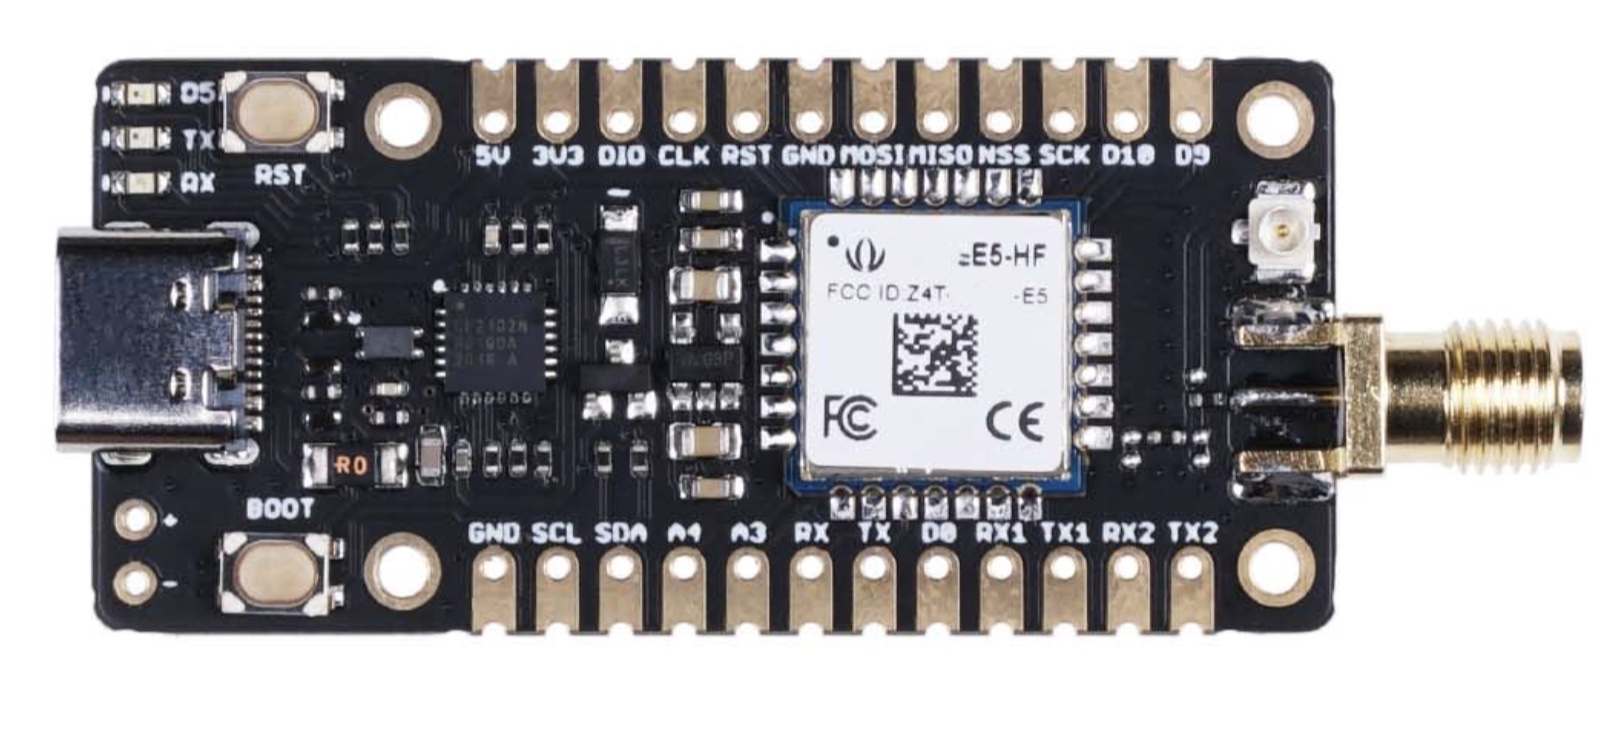 D5
TX
RX
RST
5V 3V3 DIO CLK RST GND MOSI MISO NSS SCK D10 D9
E5-HF
FCC ID Z4T- -E5
FC CE
CP2102N
2018 A
R0
BOOT
+
-
GND SCL SDA A4 A3 RX TX D0 RX1 TX1 RX2 TX2